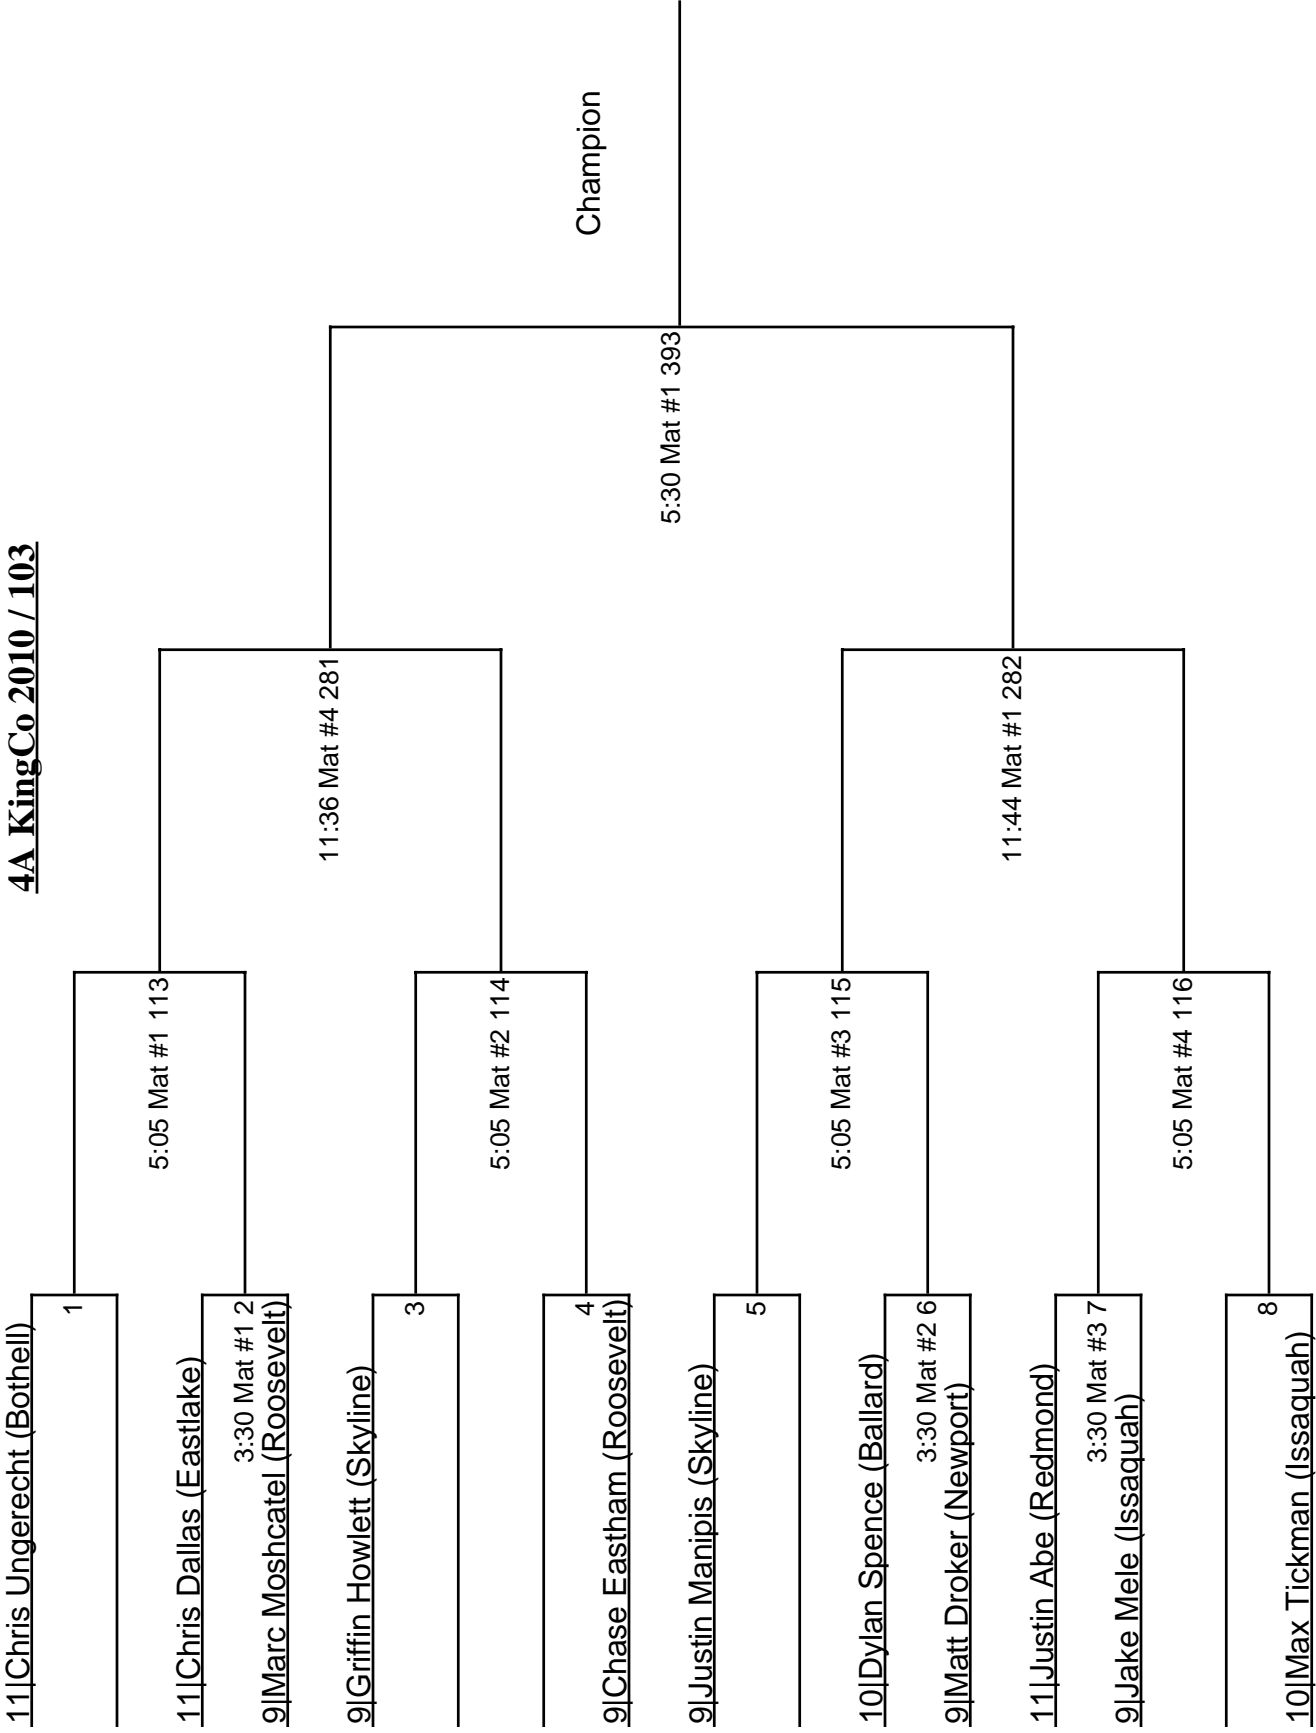 4A KingCo 2010 / 103
11|Chris Ungerecht (Bothell)
1
11|Chris Dallas (Eastlake)
3:30 Mat #1 2
9|Marc Moshcatel (Roosevelt)
9|Griffin Howlett (Skyline)
3
4
9|Chase Eastham (Roosevelt)
9|Justin Manipis (Skyline)
5
10|Dylan Spence (Ballard)
3:30 Mat #2 6
9|Matt Droker (Newport)
11|Justin Abe (Redmond)
3:30 Mat #3 7
9|Jake Mele (Issaquah)
8
10|Max Tickman (Issaquah)
5:05 Mat #1 113
5:05 Mat #2 114
5:05 Mat #3 115
5:05 Mat #4 116
11:36 Mat #4 281
11:44 Mat #1 282
5:30 Mat #1 393
Champion